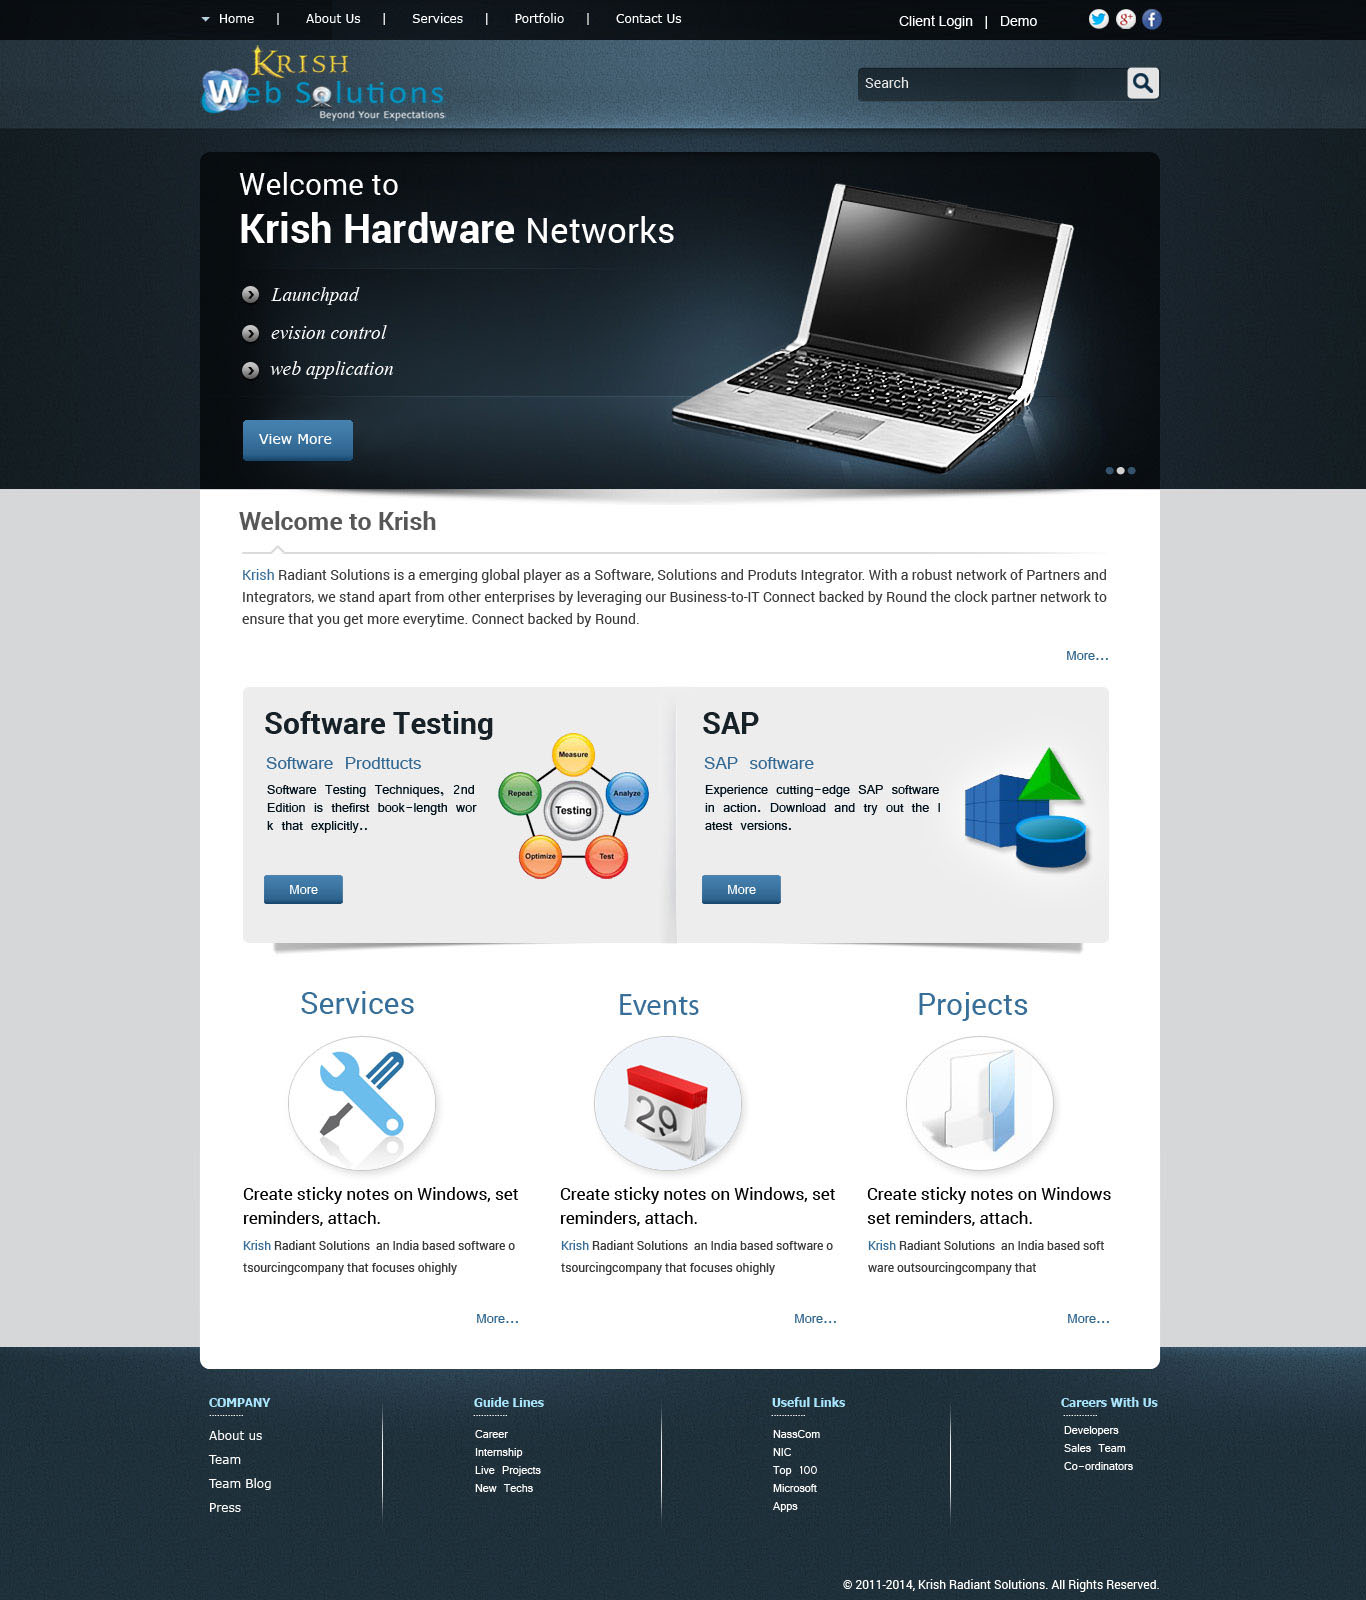 Home | About Us | Services | Portfolio | Contact Us
Client Login | Demo
Krish
Web Solutions
Beyond Your Expectations
Search
Welcome to
Krish Hardware Networks
Launchpad
evision control
web application
View More
Welcome to Krish
Krish Radiant Solutions is a emerging global player as a Software, Solutions and Produts Integrator. With a robust network of Partners and
Integrators, we stand apart from other enterprises by leveraging our Business-to-IT Connect backed by Round the clock partner network to
ensure that you get more everytime. Connect backed by Round.
More...
Software Testing
Software Prodttucts
Software Testing Techniques, 2nd
Edition is thefirst book-length wor
k that explicitly..
More
Measure
Repeat
Analyze
Testing
Optimize
Test
SAP
SAP software
Experience cutting-edge SAP software
in action. Download and try out the l
atest versions.
More
Services
Create sticky notes on Windows, set
reminders, attach.
Krish Radiant Solutions an India based software o
tsourcingcompany that focuses ohighly
More...
Events
29
Create sticky notes on Windows, set
reminders, attach.
Krish Radiant Solutions an India based software o
tsourcingcompany that focuses ohighly
More...
Projects
Create sticky notes on Windows
set reminders, attach.
Krish Radiant Solutions an India based soft
ware outsourcingcompany that
More...
COMPANY
About us
Team
Team Blog
Press
Guide Lines
Career
Internship
Live Projects
New Techs
Useful Links
NassCom
NIC
Top 100
Microsoft
Apps
Careers With Us
Developers
Sales Team
Co-ordinators
© 2011-2014, Krish Radiant Solutions. All Rights Reserved.